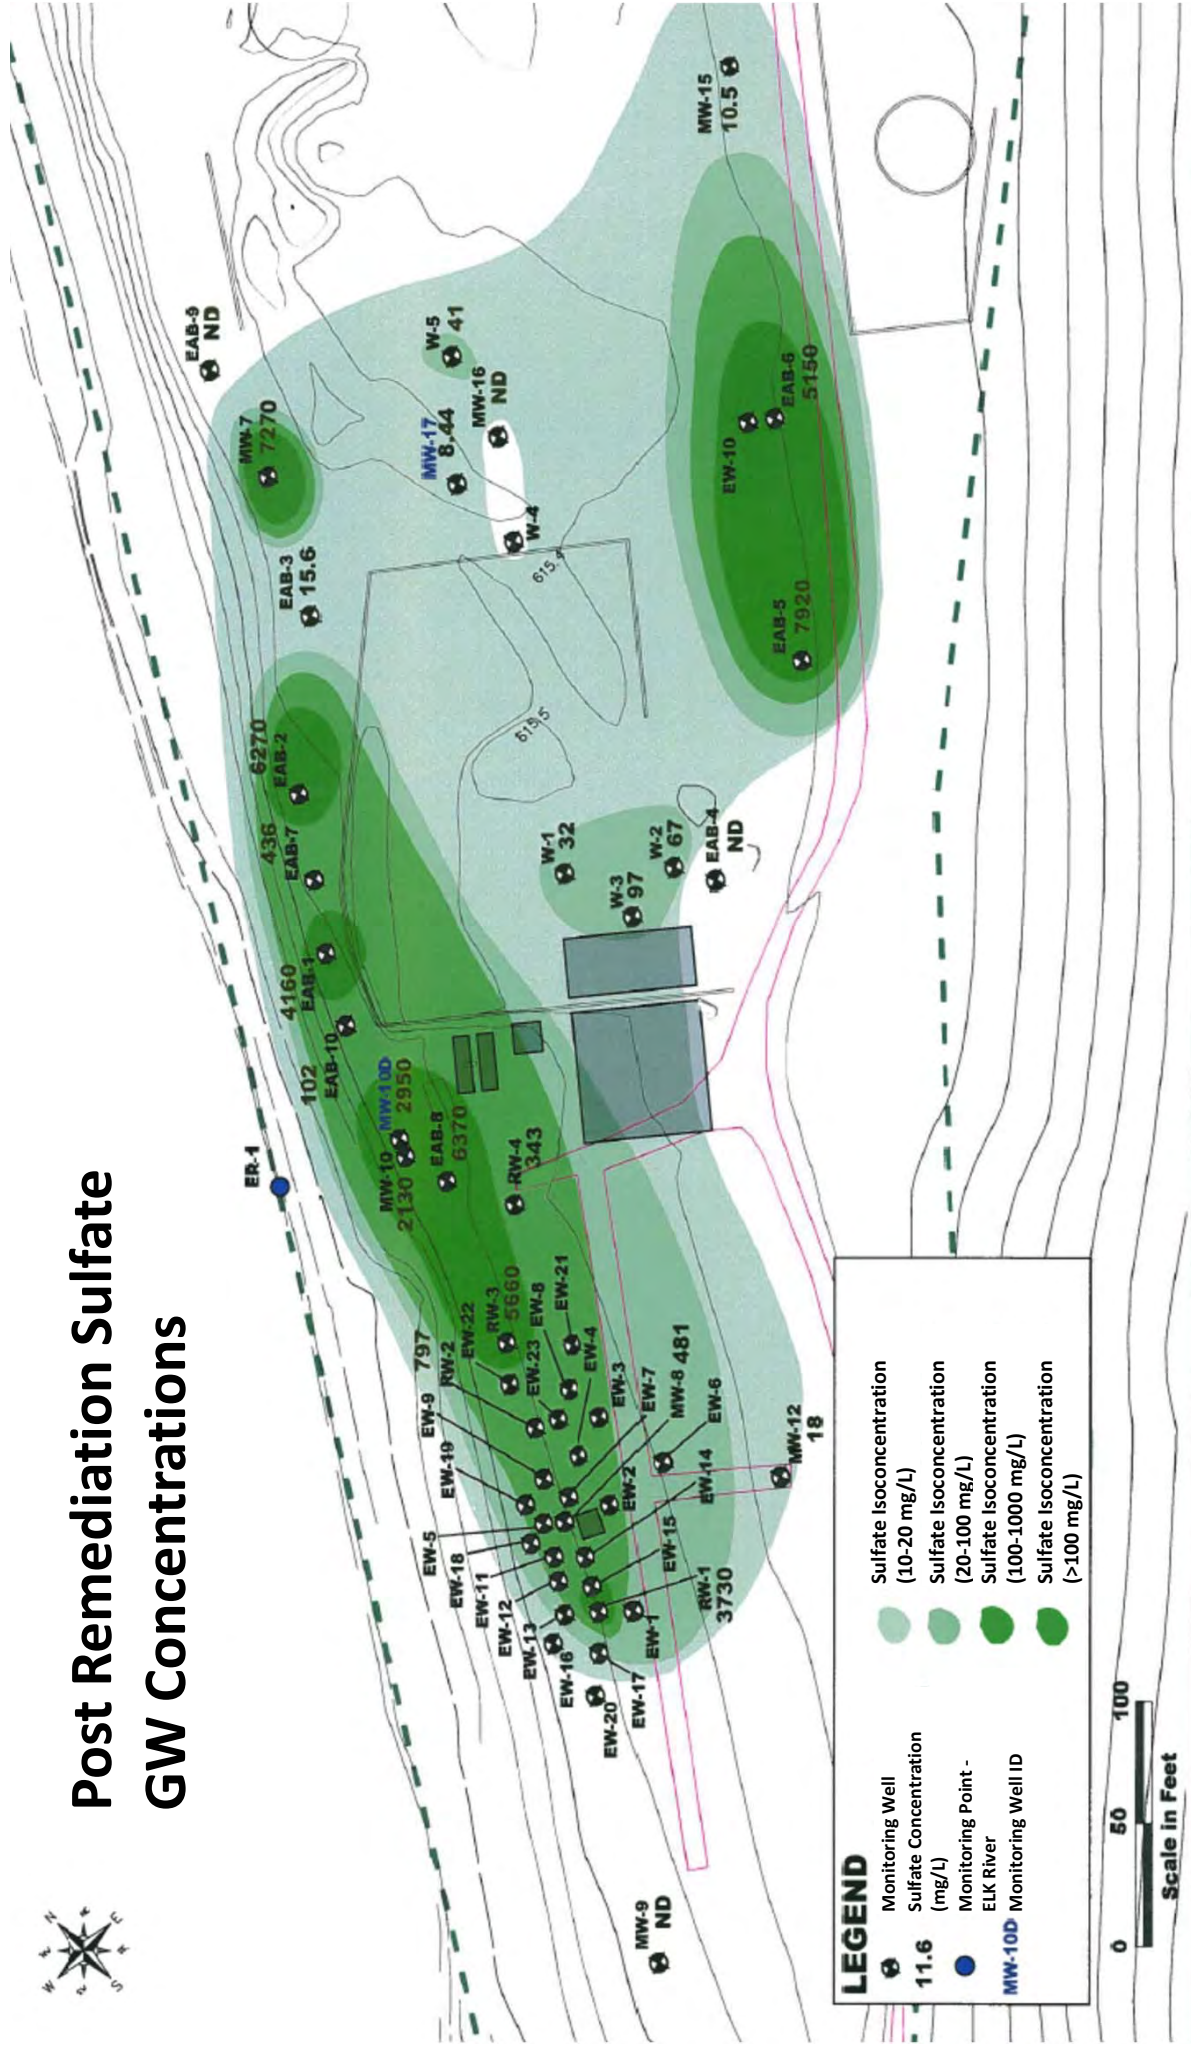 Post Remediation Sulfate
GW Concentrations
MW-15
10.5
EAB-9
ND
W-5
41
MW-7
7270
MW-17
8.44
MW-16
ND
EAB-6
5150
EW-10
W-4
615.
EAB-3
15.6
EAB-5
7920
6270
EAB-2
615.5
436
EAB-7
W-1
32
W-2
67
W-3
97
EAB-4
ND
4160
EAB-1
102
EAB-10
MW-10D
2950
MW-10
2130
EAB-8
6370
RW-4
343
ER-1
RW-3
5660
EW-21
EW-8
EW-22
EW-23
EW-4
797
RW-2
EW-3
EW-9
EW-7
MW-8 481
EW-6
EW-19
EW-2
EW-14
MW-12
18
EW-5
EW-18
EW-11
EW-12
EW-13
EW-15
EW-16
EW-1
RW-1
3730
EW-17
EW-20
MW-9
ND
N
E
S
W
LEGEND
Monitoring Well
11.6
Sulfate Concentration
(mg/L)
Monitoring Point -
ELK River
MW-10D
Monitoring Well ID
Sulfate Isoconcentration
(10-20 mg/L)
Sulfate Isoconcentration
(20-100 mg/L)
Sulfate Isoconcentration
(100-1000 mg/L)
Sulfate Isoconcentration
(>100 mg/L)
0 50 100
Scale in Feet